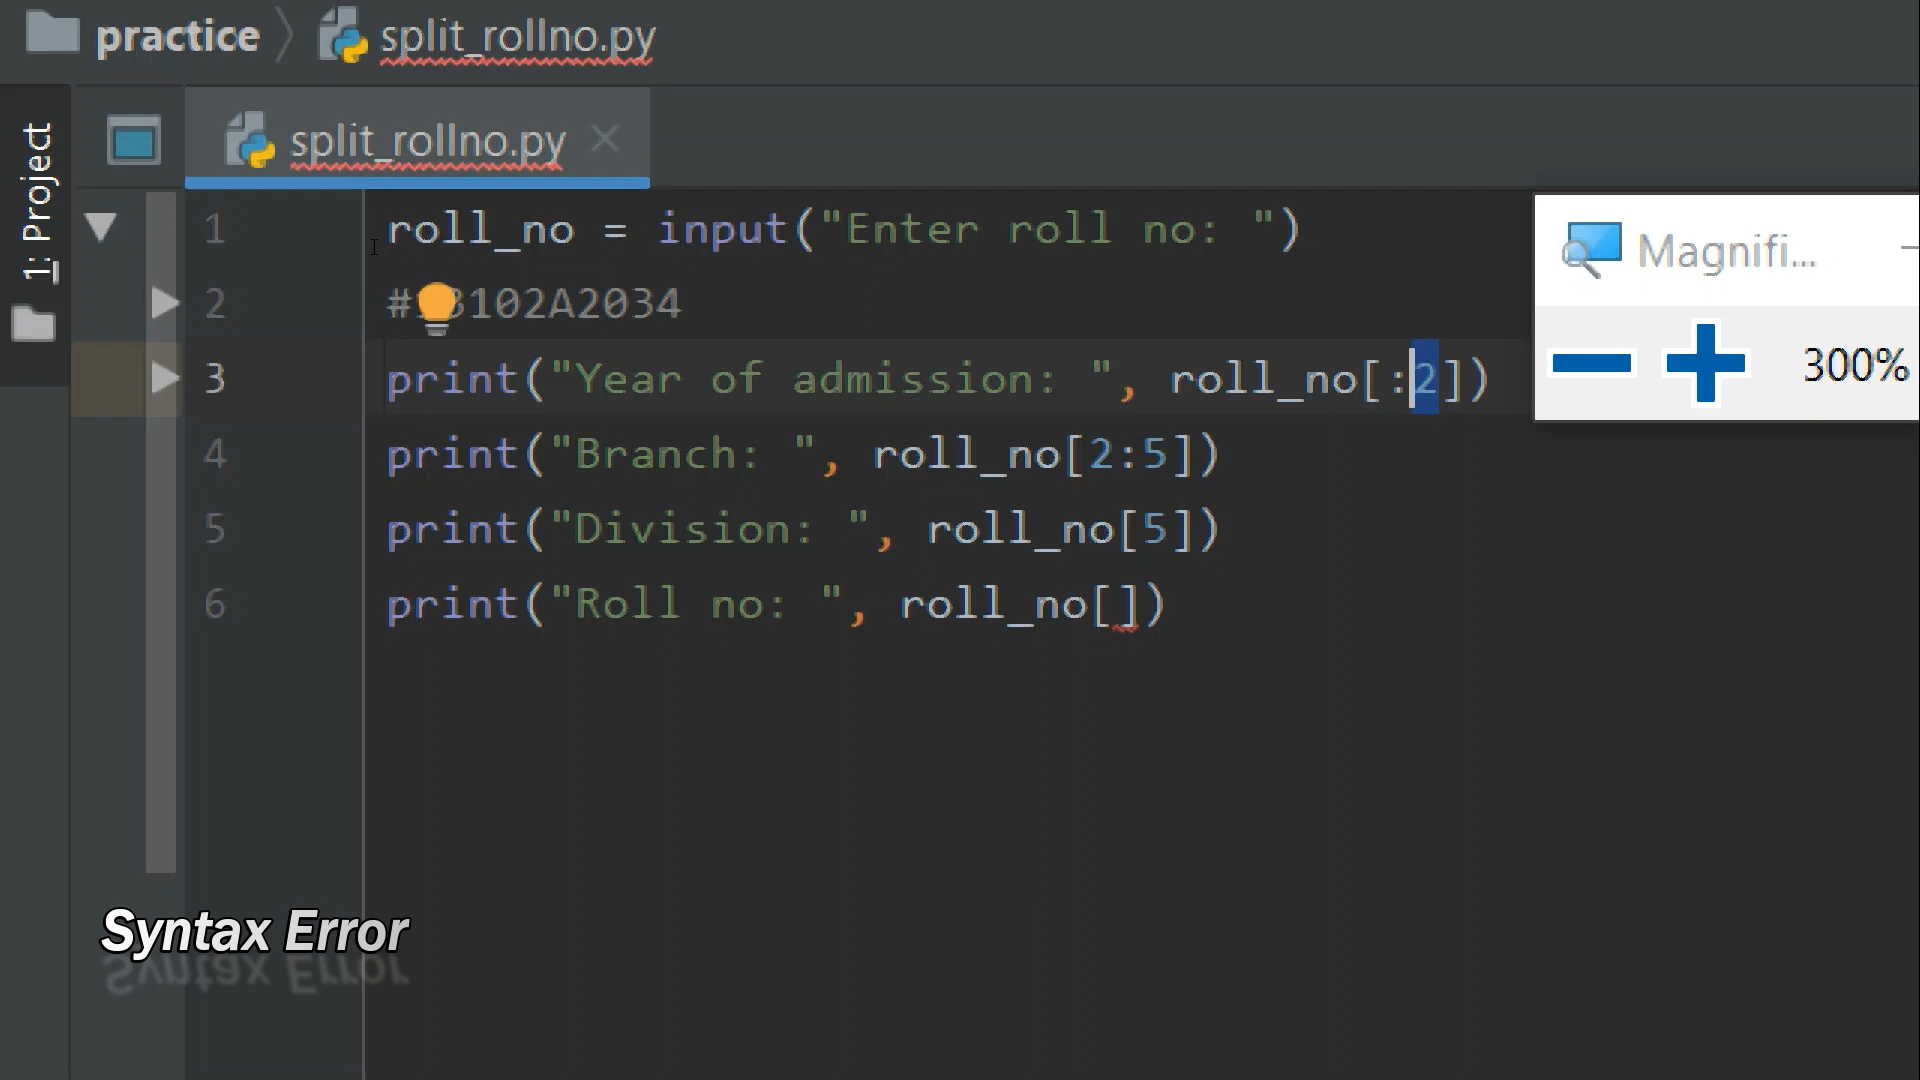 practice
split_rollno.py
1: Project
split_rollno.py
1 roll_no = input("Enter roll no: ")
2 #18102A2034
3 print("Year of admission: ", roll_no[:2])
4 print("Branch: ", roll_no[2:5])
5 print("Division: ", roll_no[5])
6 print("Roll no: ", roll_no[])
Magnifi...
300%
Syntax Error